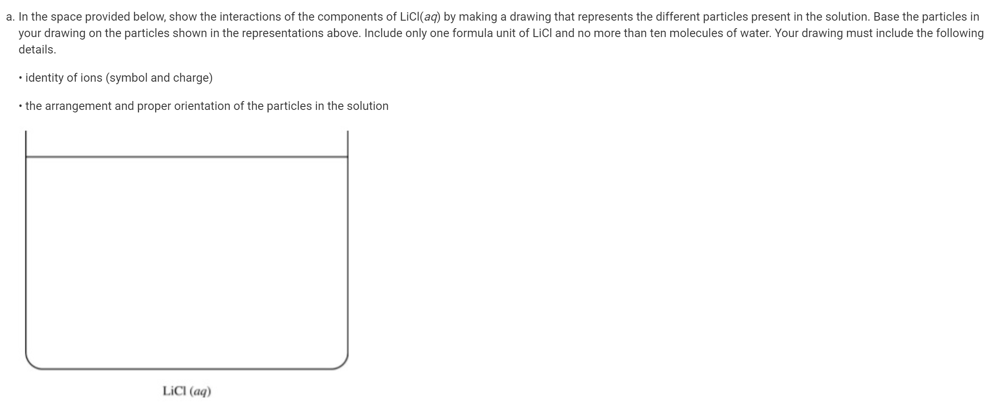 a. In the space provided below, show the interactions of the components of LiCl(aq) by making a drawing that represents the different particles present in the solution. Base the particles in
your drawing on the particles shown in the representations above. Include only one formula unit of LiCl and no more than ten molecules of water. Your drawing must include the following
details.
• identity of ions (symbol and charge)
• the arrangement and proper orientation of the particles in the solution
LiCl (aq)